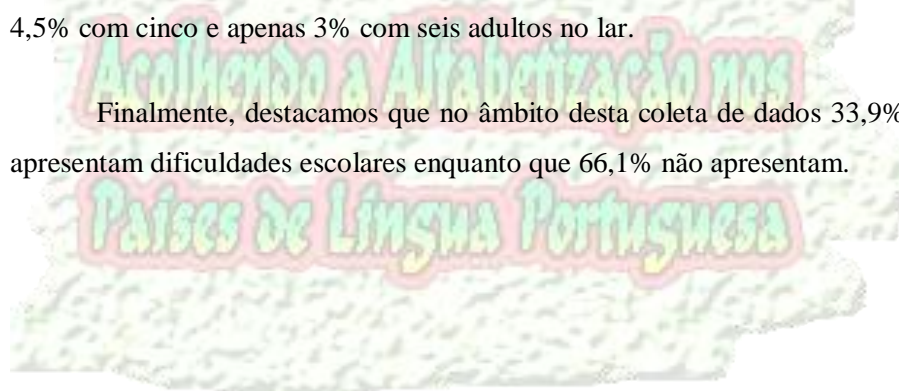 4,5% com cinco e apenas 3% com seis adultos no lar.
Acolhendo a Alfabetização nos
Finalmente, destacamos que no âmbito desta coleta de dados 33,9%
apresentam dificuldades escolares enquanto que 66,1% não apresentam.
Países de Língua Portuguesa